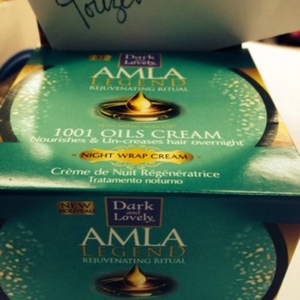 Dark
and Lovely
AMLA
LEGEND
REJUVENATING RITUAL
1001 OILS CREAM
Nourishes & Un-creases hair overnight
NIGHT WRAP CREAM
Crème de Nuit Régénératrice
Tratamento noturno
NEW
NOUVEAU
Dark
and Lovely
AMLA
LEGEND
REJUVENATING RITUAL